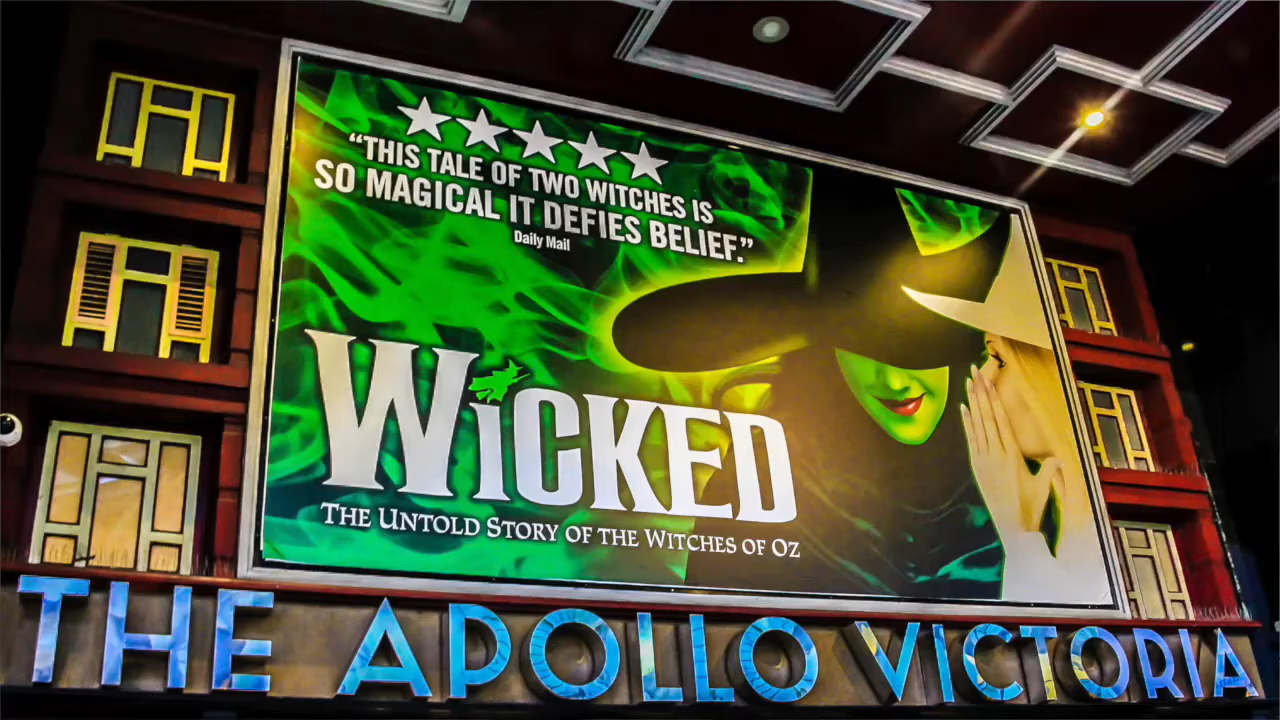 “THIS TALE OF TWO WITCHES IS
SO MAGICAL IT DEFIES BELIEF.”
Daily Mail
WiCKED
THE UNTOLD STORY OF THE WITCHES OF OZ
THE APOLLO VICTORIA